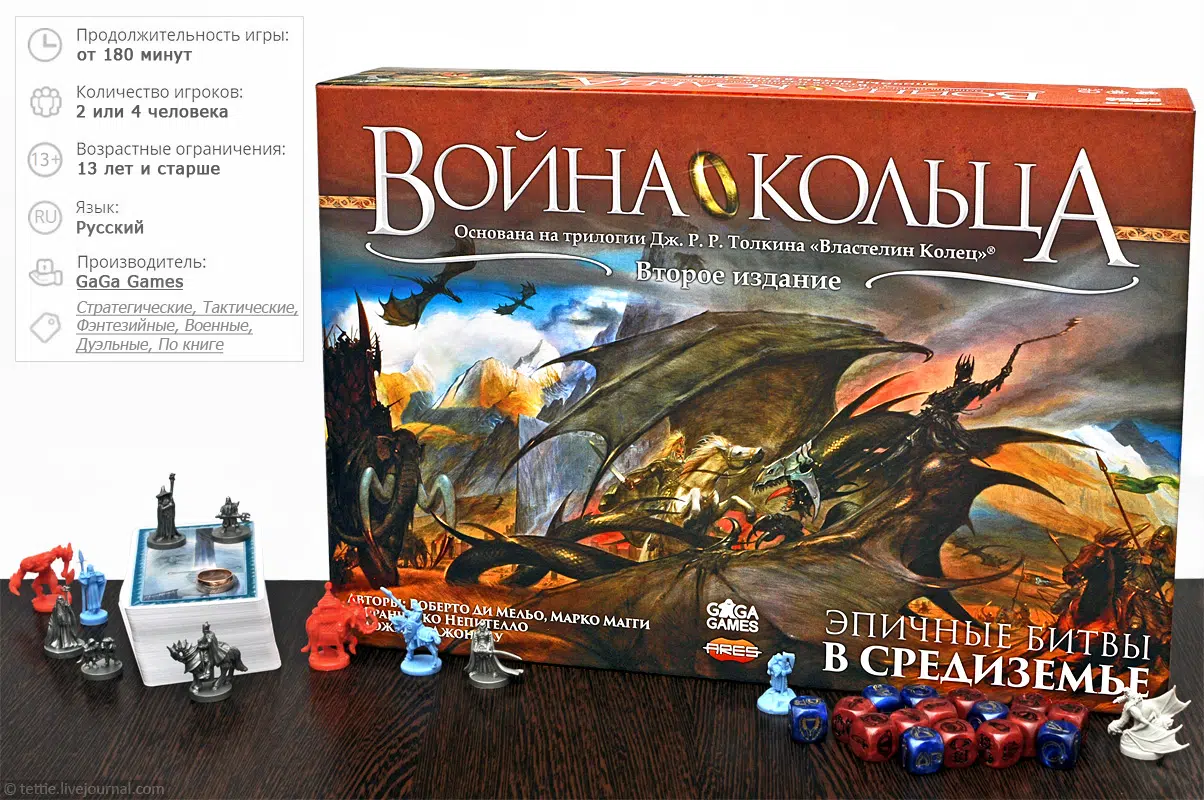 Продолжительность игры:
от 180 минут
Количество игроков:
2 или 4 человека
13+
Возрастные ограничения:
13 лет и старше
RU
Язык:
Русский
Производитель:
GaGa Games
Стратегические, Тактические,
Фэнтезийные, Военные,
Дуэльные, По книге
ВОЙНА КОЛЬЦА
Основана на трилогии Дж. Р. Р. Толкина «Властелин Колец»®
Второе издание
Авторы: Роберто Ди Мельо, Марко Магги
Непителло
GAGA
GAMES
ARES
ЭПИЧНЫЕ БИТВЫ
В СРЕДИЗЕМЬЕ
© tettie.livejournal.com